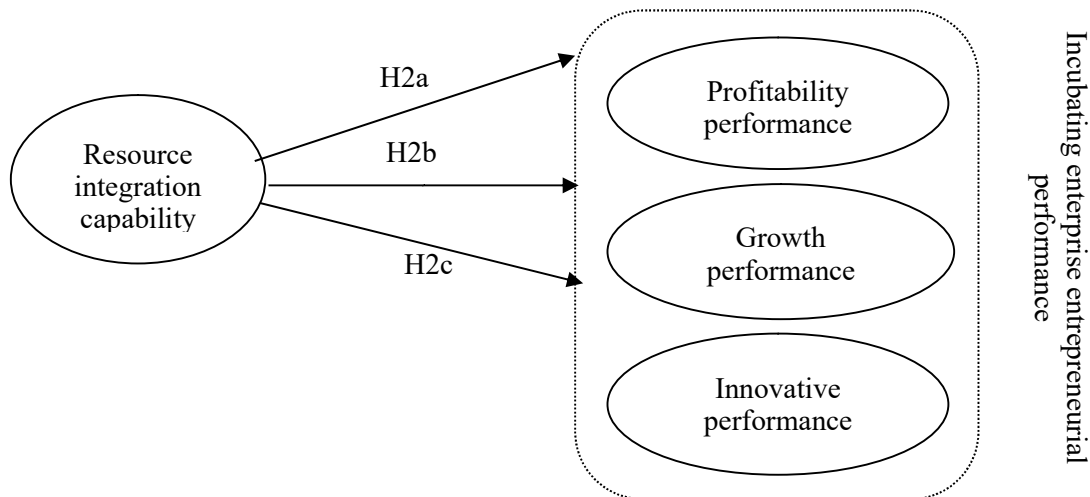 Resource
integration
capability
H2a
H2b
H2c
Profitability
performance
Growth
performance
Innovative
performance
Incubating enterprise entrepreneurial
performance